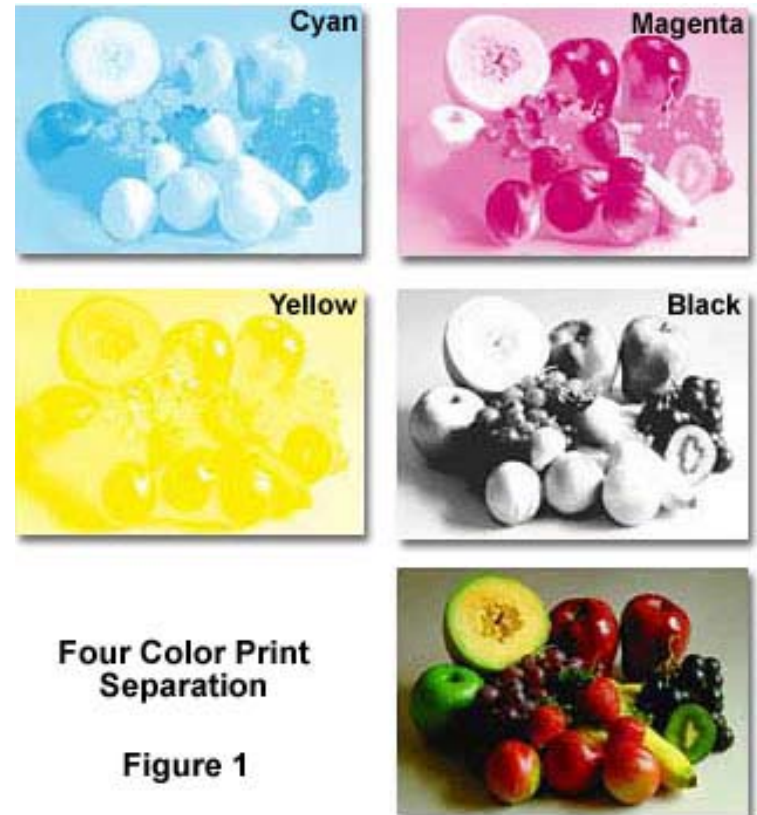 Cyan
Magenta
Yellow
Black
Four Color Print
Separation
Figure 1